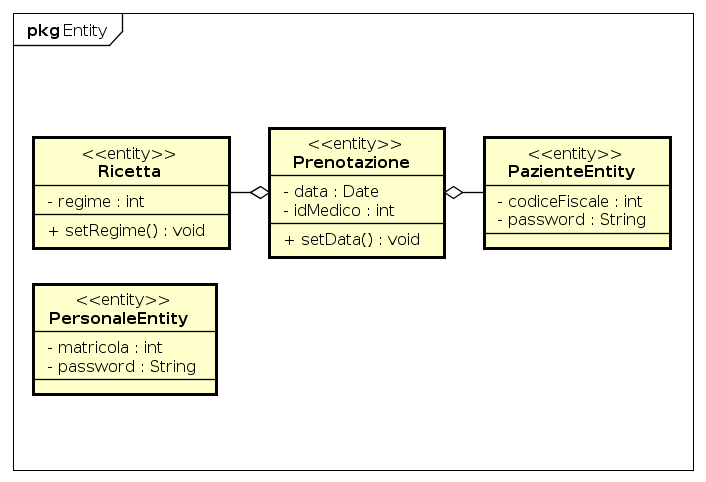 pkg Entity
<<entity>>
Ricetta
- regime : int
+ setRegime() : void
<<entity>>
Prenotazione
- data : Date
- idMedico : int
+ setData() : void
<<entity>>
PazienteEntity
- codiceFiscale : int
- password : String
<<entity>>
PersonaleEntity
- matricola : int
- password : String